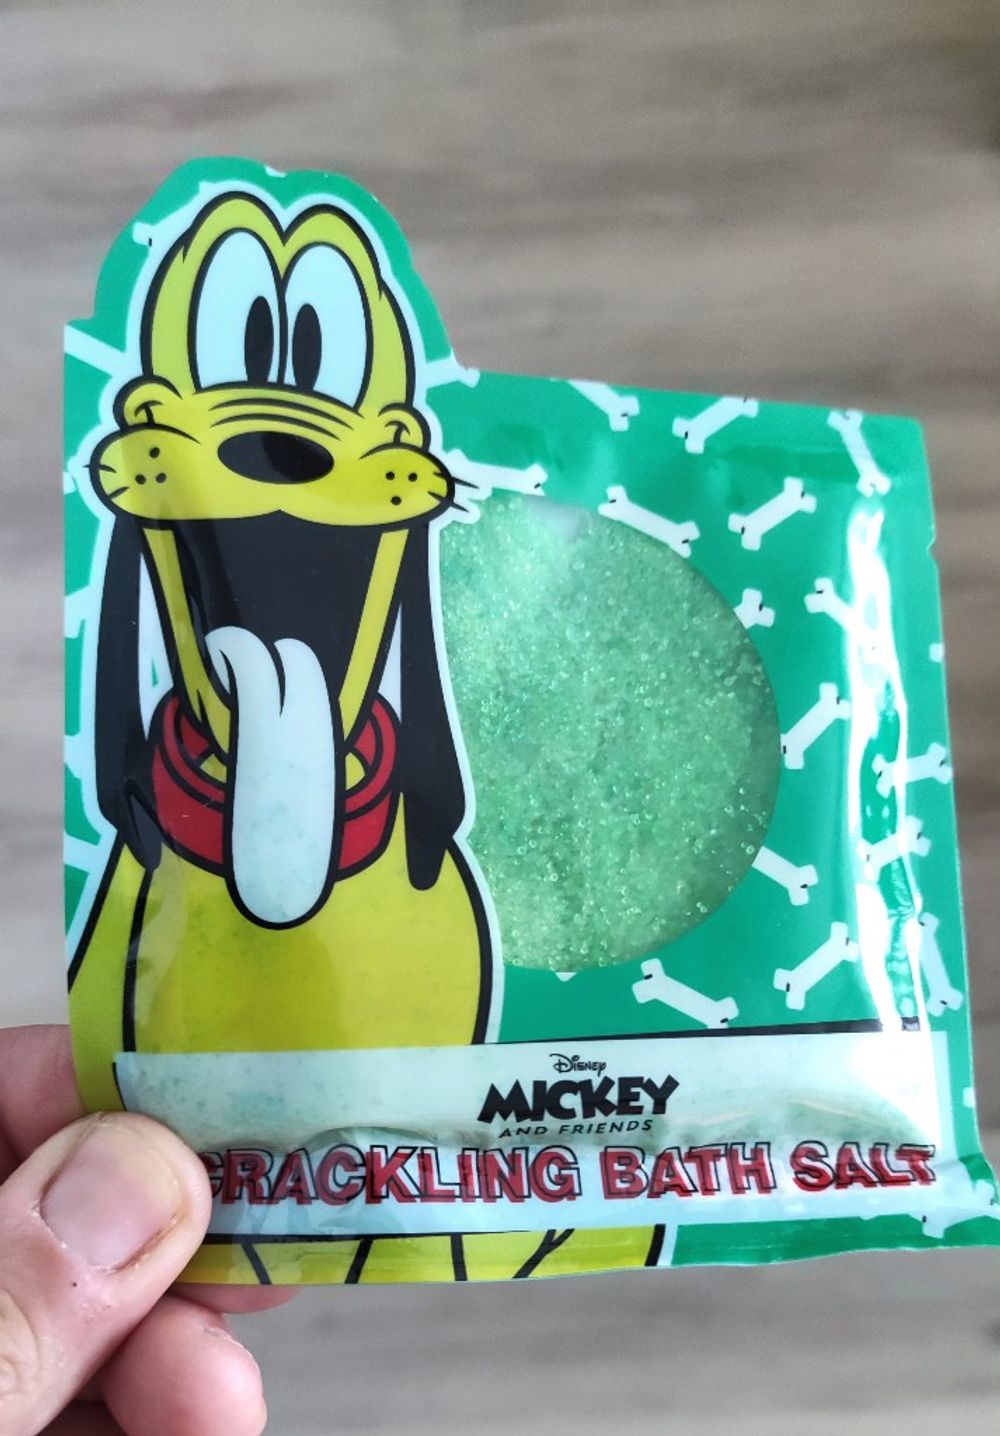 Disney
MICKEY
AND FRIENDS
CRACKLING BATH SALT